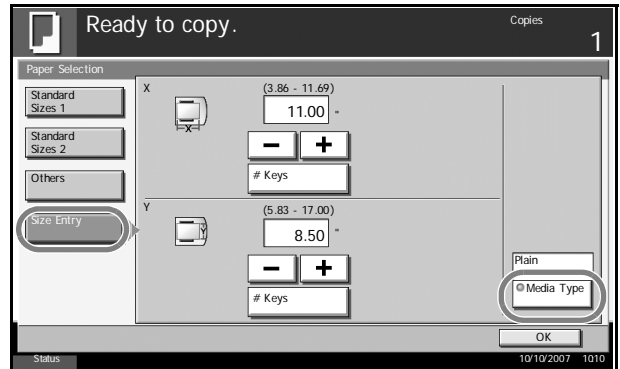 Ready to copy.
Copies
1
Paper Selection
Standard
Sizes 1
Standard
Sizes 2
Others
Size Entry
X
(3.86 - 11.69)
11.00 "
X
− +
# Keys
Y
(5.83 - 17.00)
8.50 "
Y
− +
# Keys
Plain
Media Type
OK
Status
10/10/2007 1010